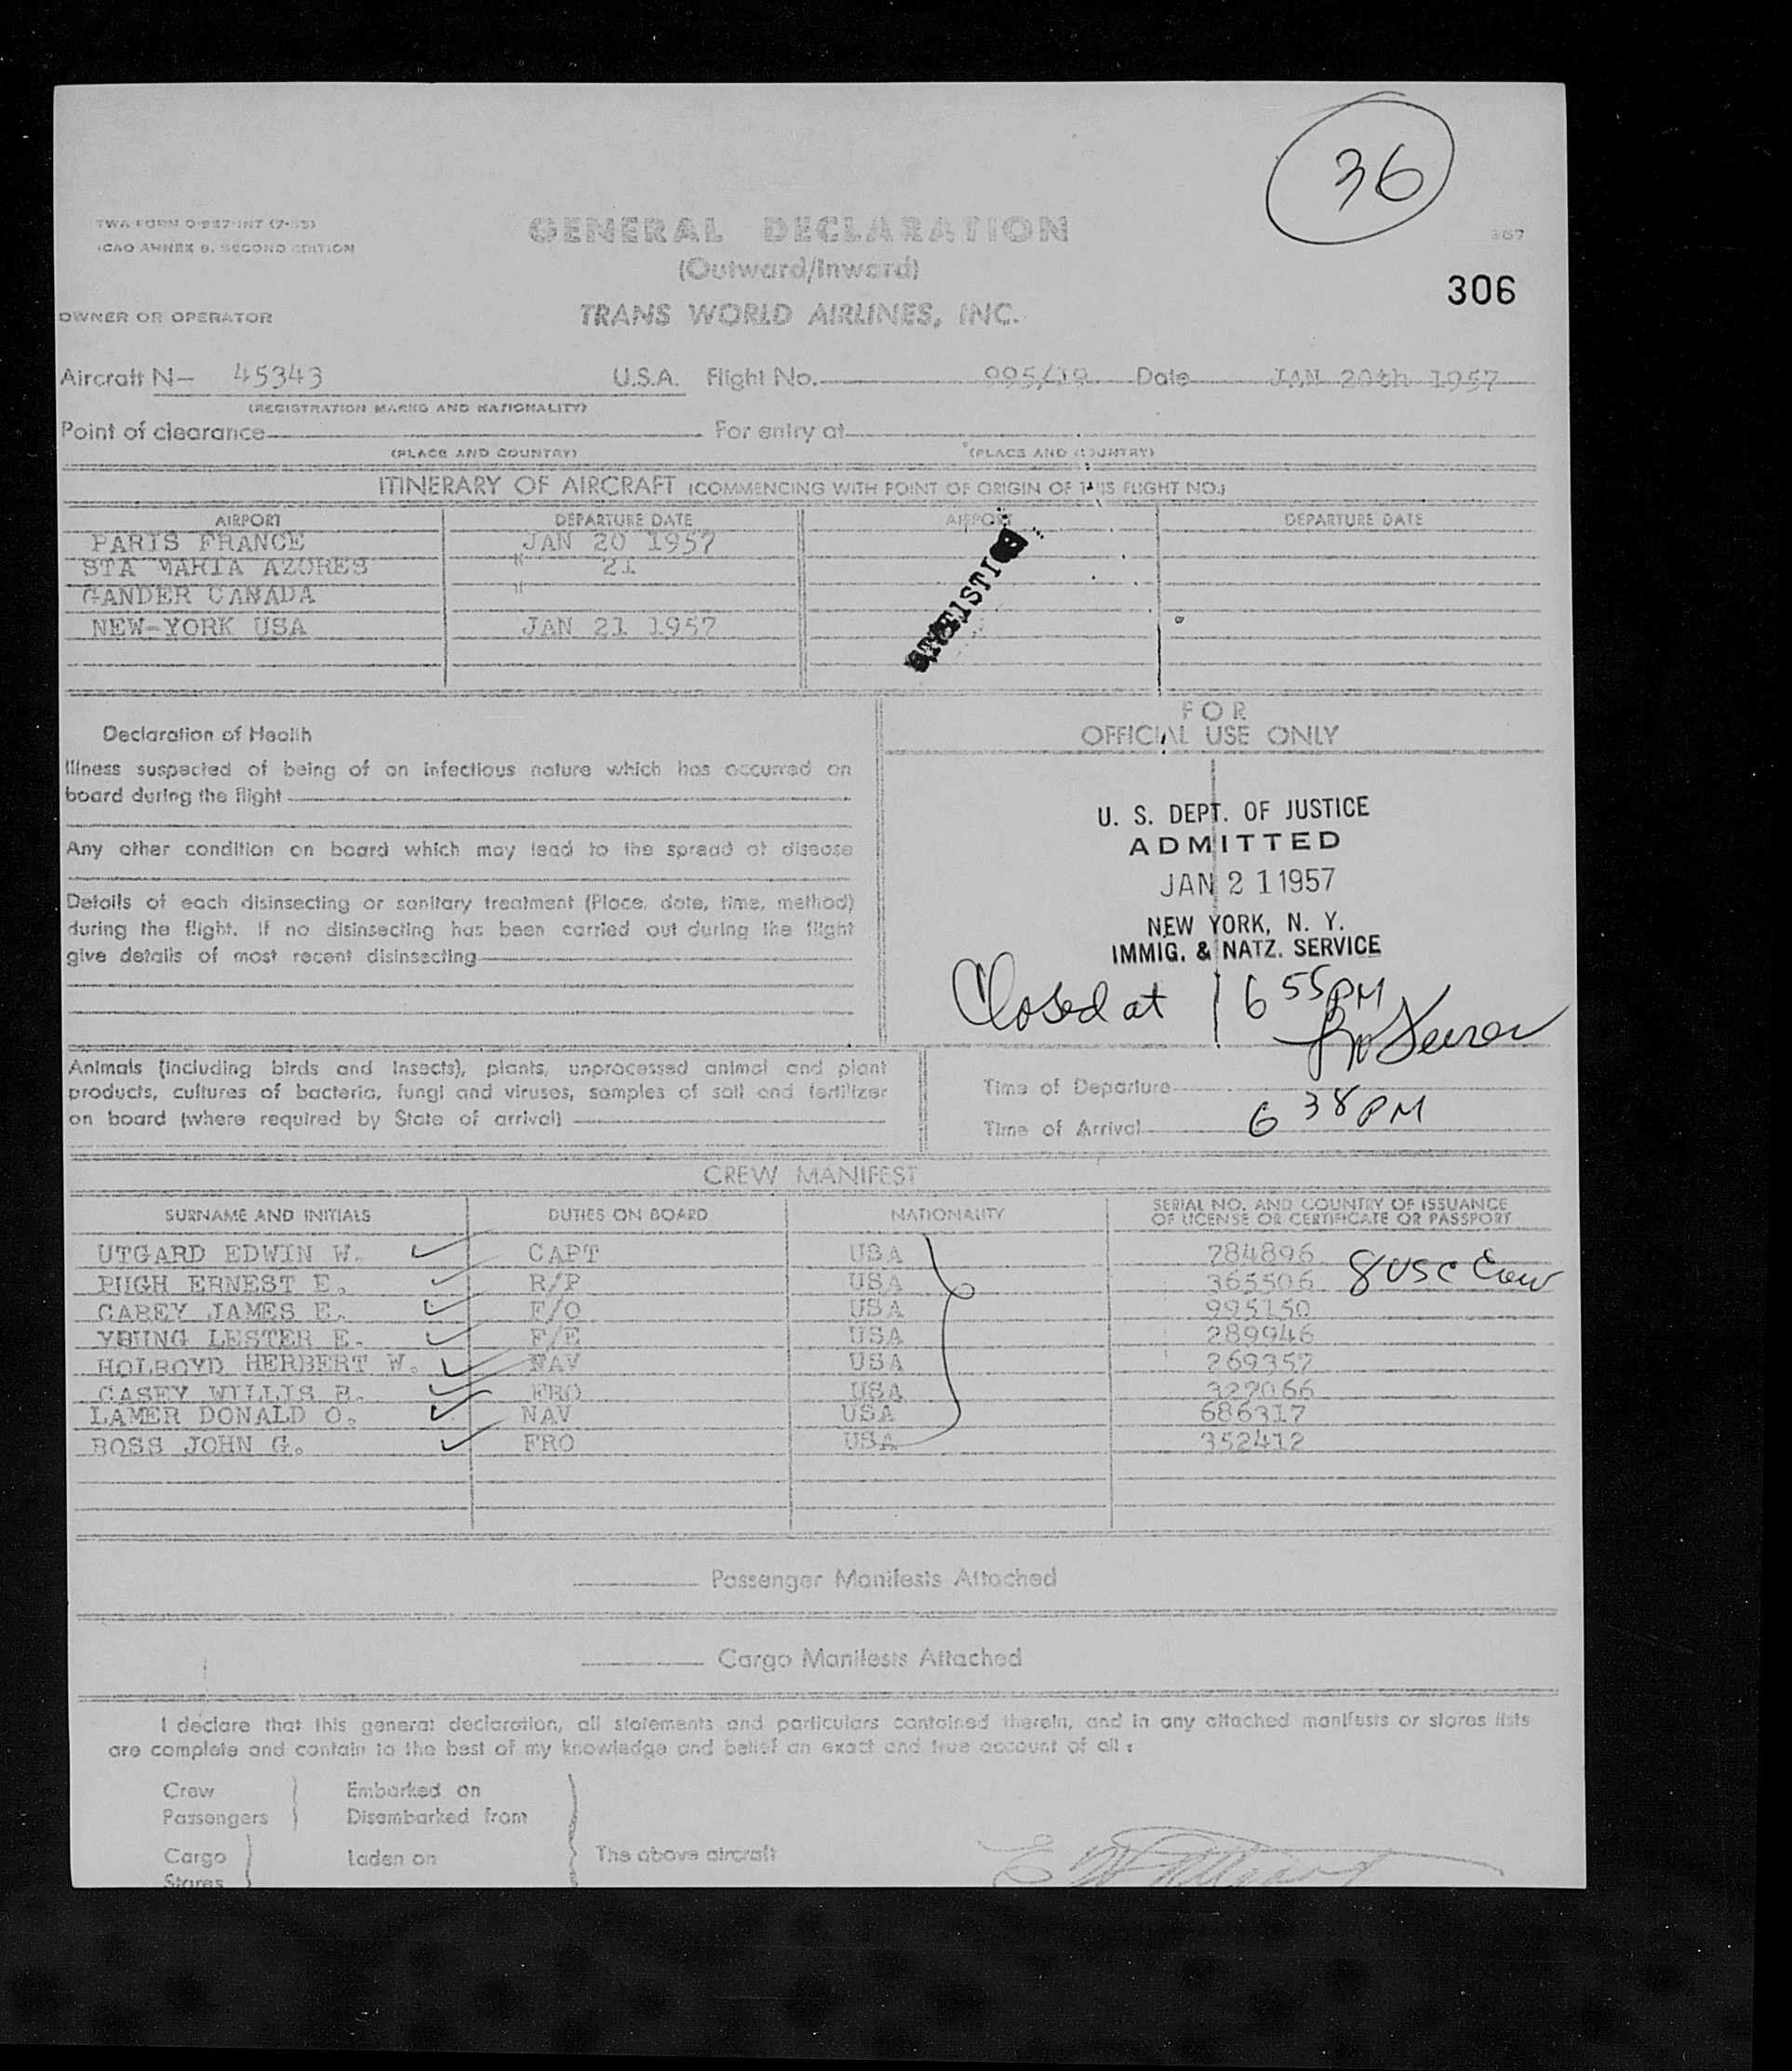 36
TWA FORM O-957-INT (7-55)
ICAO ANNEX 9, SECOND EDITION
GENERAL DECLARATION
367
(Outward/Inward)
306
OWNER OR OPERATOR
TRANS WORLD AIRLINES, INC.
Aircraft N— 45343 U.S.A. Flight No. 995/19 Date JAN 20th 1957
(REGISTRATION MARKS AND NATIONALITY)
Point of clearance For entry at
(PLACE AND COUNTRY) (PLACE AND COUNTRY)
ITINERARY OF AIRCRAFT (COMMENCING WITH POINT OF ORIGIN OF THIS FLIGHT NO.)
AIRPORT DEPARTURE DATE AIRPORT DEPARTURE DATE
PARIS FRANCE JAN 20 1957
STA MARIA AZORES " 21
GANDER CANADA "
NEW-YORK USA JAN 21 1957
FOR
OFFICIAL USE ONLY
Declaration of Health
Illness suspected of being of an infectious nature which has occurred on
board during the flight
Any other condition on board which may lead to the spread of disease
Details of each disinsecting or sanitary treatment (Place, date, time, method)
during the flight. If no disinsecting has been carried out during the flight
give details of most recent disinsecting
U. S. DEPT. OF JUSTICE
ADMITTED
JAN 21 1957
NEW YORK, N. Y.
IMMIG. & NATZ. SERVICE
Closed at 6 55 PM
Animals (including birds and insects), plants, unprocessed animal and plant
products, cultures of bacteria, fungi and viruses, samples of soil and fertilizer
on board (where required by State of arrival)
Time of Departure
Time of Arrival 6 38 PM
CREW MANIFEST
SURNAME AND INITIALS DUTIES ON BOARD NATIONALITY SERIAL NO. AND COUNTRY OF ISSUANCE
OF LICENSE OR CERTIFICATE OR PASSPORT
UTGARD EDWIN W. CAPT USA 284896
PUGH ERNEST E. R/P USA 365506 8 USC Crew
CAREY JAMES E. F/O USA 995150
YOUNG LESTER E. F/E USA 289946
HOLROYD HERBERT W. NAV USA 269357
CASEY WILLIS B. FRO USA 327066
LAMER DONALD O. NAV USA 686317
BOSS JOHN G. FRO USA 352412
Passenger Manifests Attached
Cargo Manifests Attached
I declare that this general declaration, all statements and particulars contained therein, and in any attached manifests or stores lists
are complete and contain to the best of my knowledge and belief an exact and true account of all :
Crew Embarked on
Passengers Disembarked from
Cargo Laden on The above aircraft
Stores